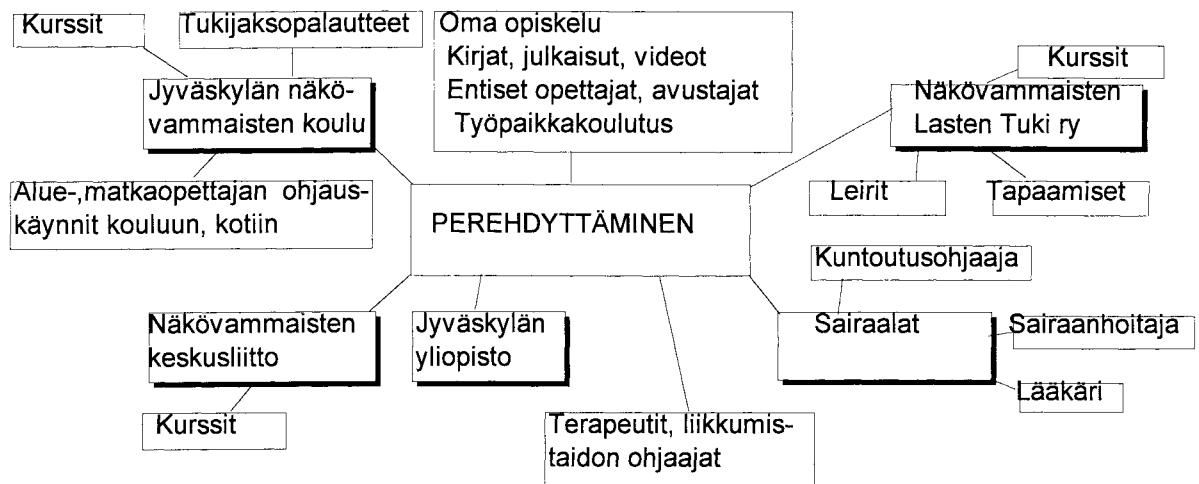 Kurssit
Tukijaksopalautteet
Jyväskylän näkö-
vammaisten koulu
Alue-,matkaopettajan ohjaus-
käynnit kouluun, kotiin
Oma opiskelu
Kirjat, julkaisut, videot
Entiset opettajat, avustajat
Työpaikkakoulutus
Kurssit
Näkövammaisten
Lasten Tuki ry
Leirit
Tapaamiset
PEREHDYTTÄMINEN
Kuntoutusohjaaja
Sairaalat
Sairaanhoitaja
Lääkäri
Näkövammaisten
keskusliitto
Kurssit
Jyväskylän
yliopisto
Terapeutit, liikkumis-
taidon ohjaajat